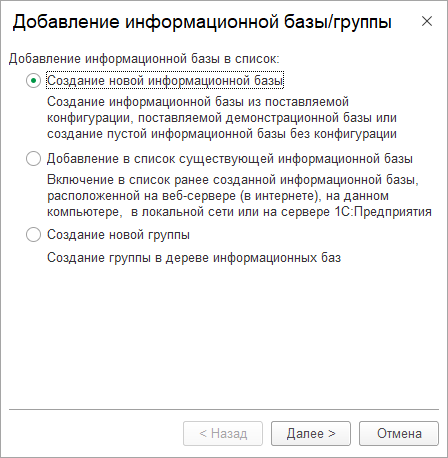 Добавление информационной базы/группы
Добавление информационной базы в список:
Создание новой информационной базы
Создание информационной базы из поставляемой
конфигурации, поставляемой демонстрационной базы или
создание пустой информационной базы без конфигурации
Добавление в список существующей информационной базы
Включение в список ранее созданной информационной базы,
расположенной на веб-сервере (в интернете), на данном
компьютере, в локальной сети или на сервере 1С:Предприятия
Создание новой группы
Создание группы в дереве информационных баз
< Назад
Далее >
Отмена